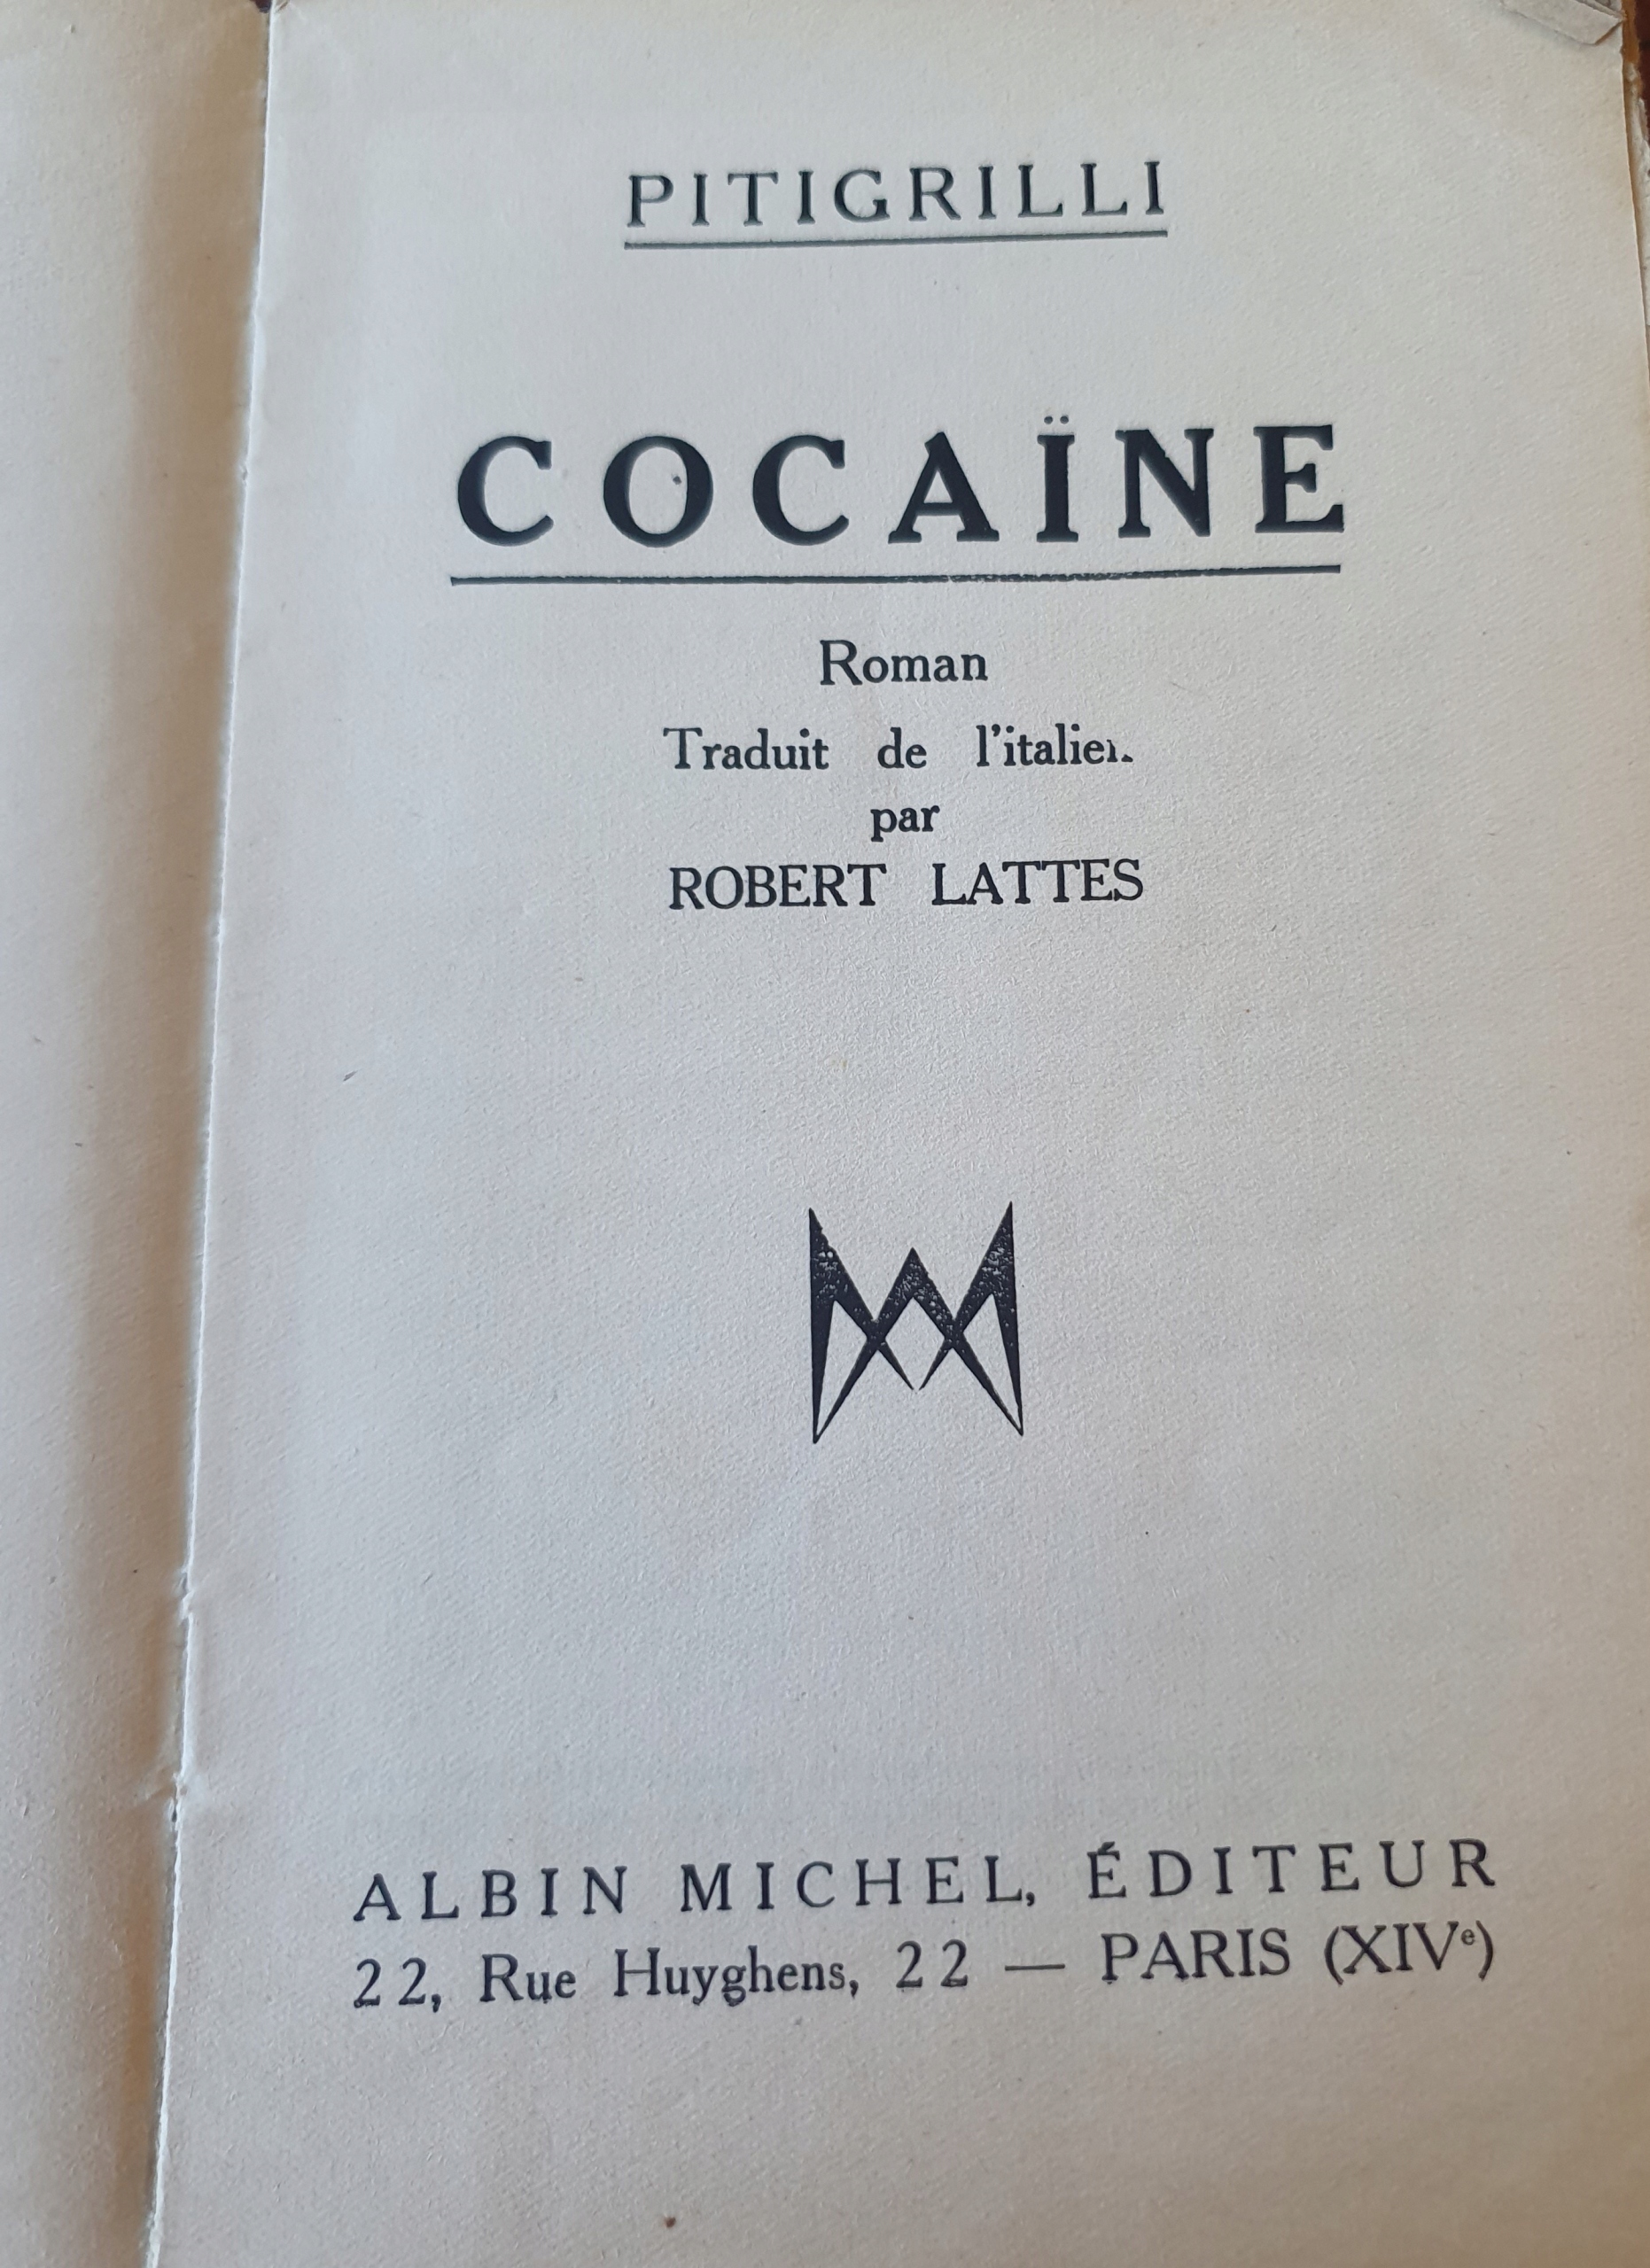 PITIGRILLI
COCAÏNE
Roman
Traduit de l'italien
par
ROBERT LATTES
ALBIN MICHEL, ÉDITEUR
22, Rue Huyghens, 22 — PARIS (XIVᵉ)